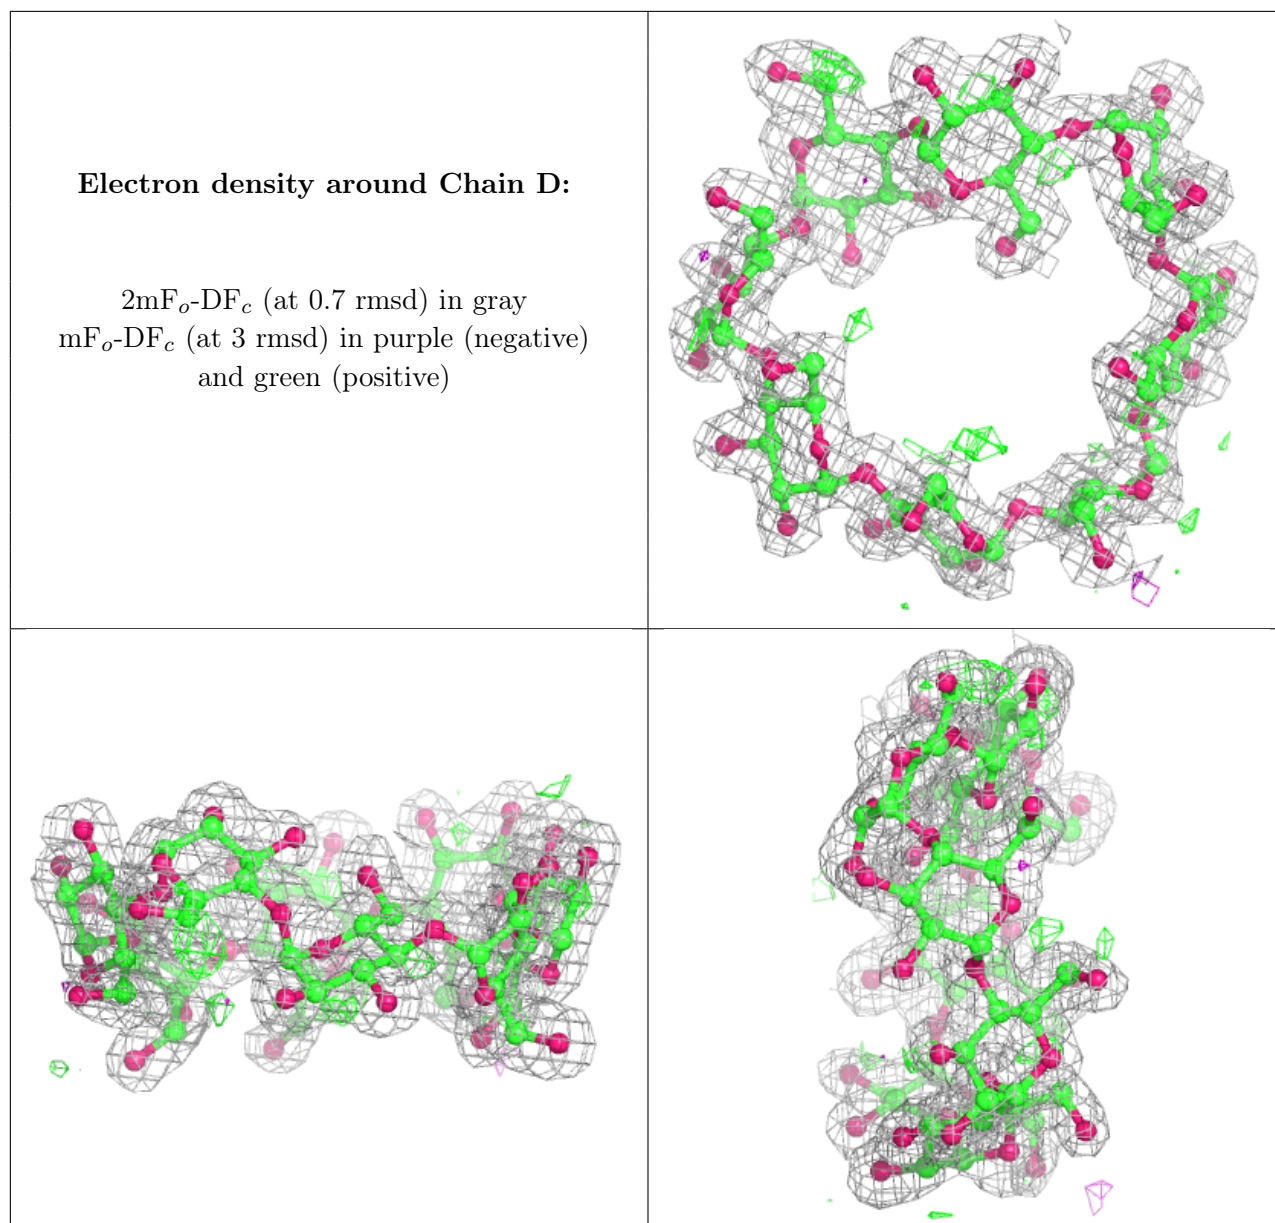 Electron density around Chain D:
2mFo-DFc (at 0.7 rmsd) in gray
mFo-DFc (at 3 rmsd) in purple (negative)
and green (positive)